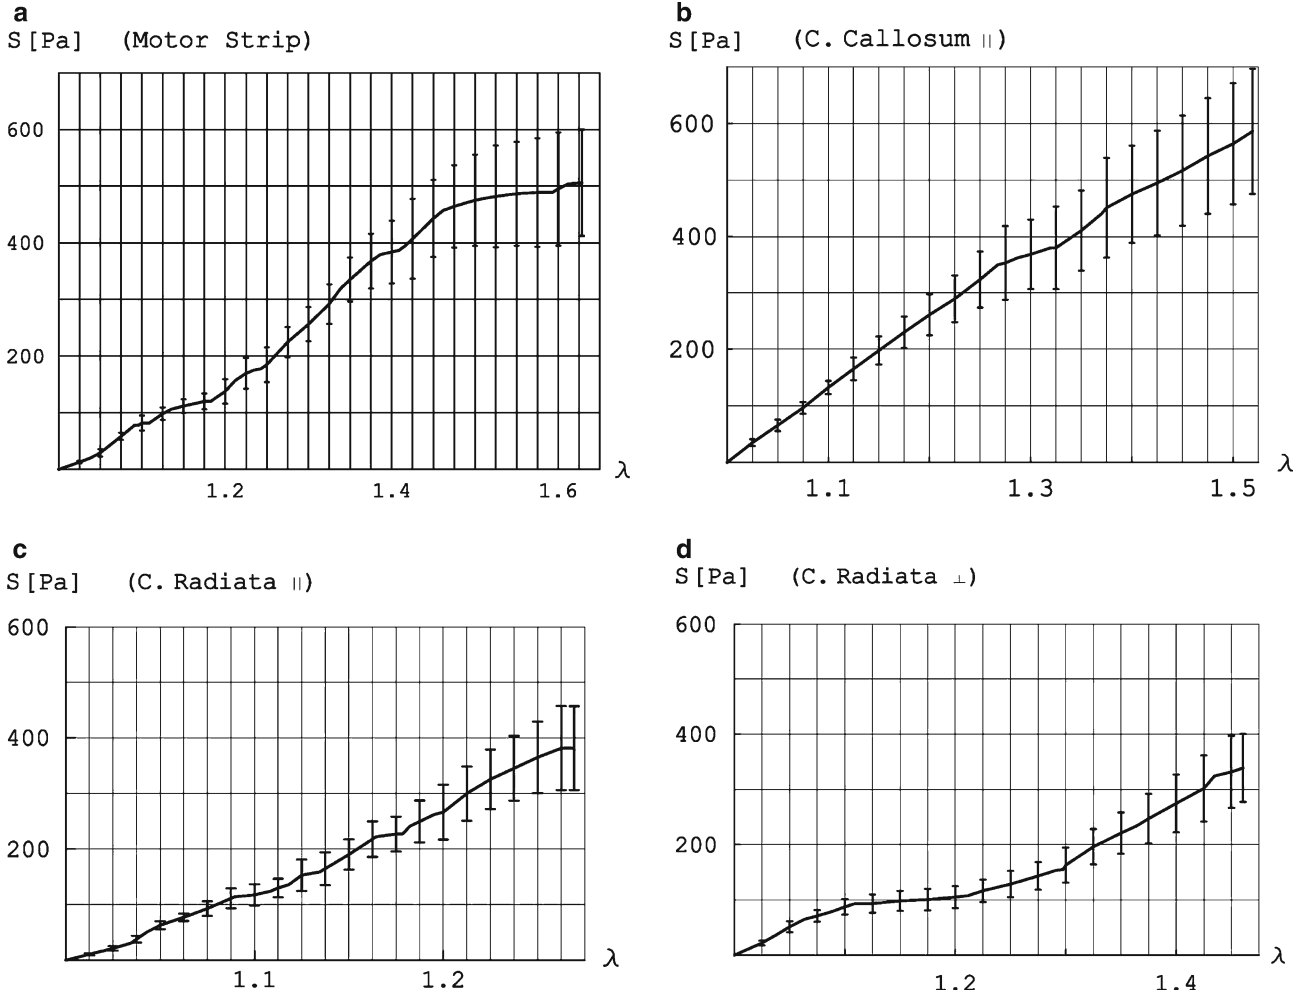 a
S[Pa] (Motor Strip)
600
400
200
1.2 1.4 1.6
λ
b
S[Pa] (C. Callosum ||)
600
400
200
1.1 1.3 1.5
λ
c
S[Pa] (C. Radiata ||)
600
400
200
1.1 1.2
λ
d
S[Pa] (C. Radiata ⊥)
600
400
200
1.2 1.4
λ